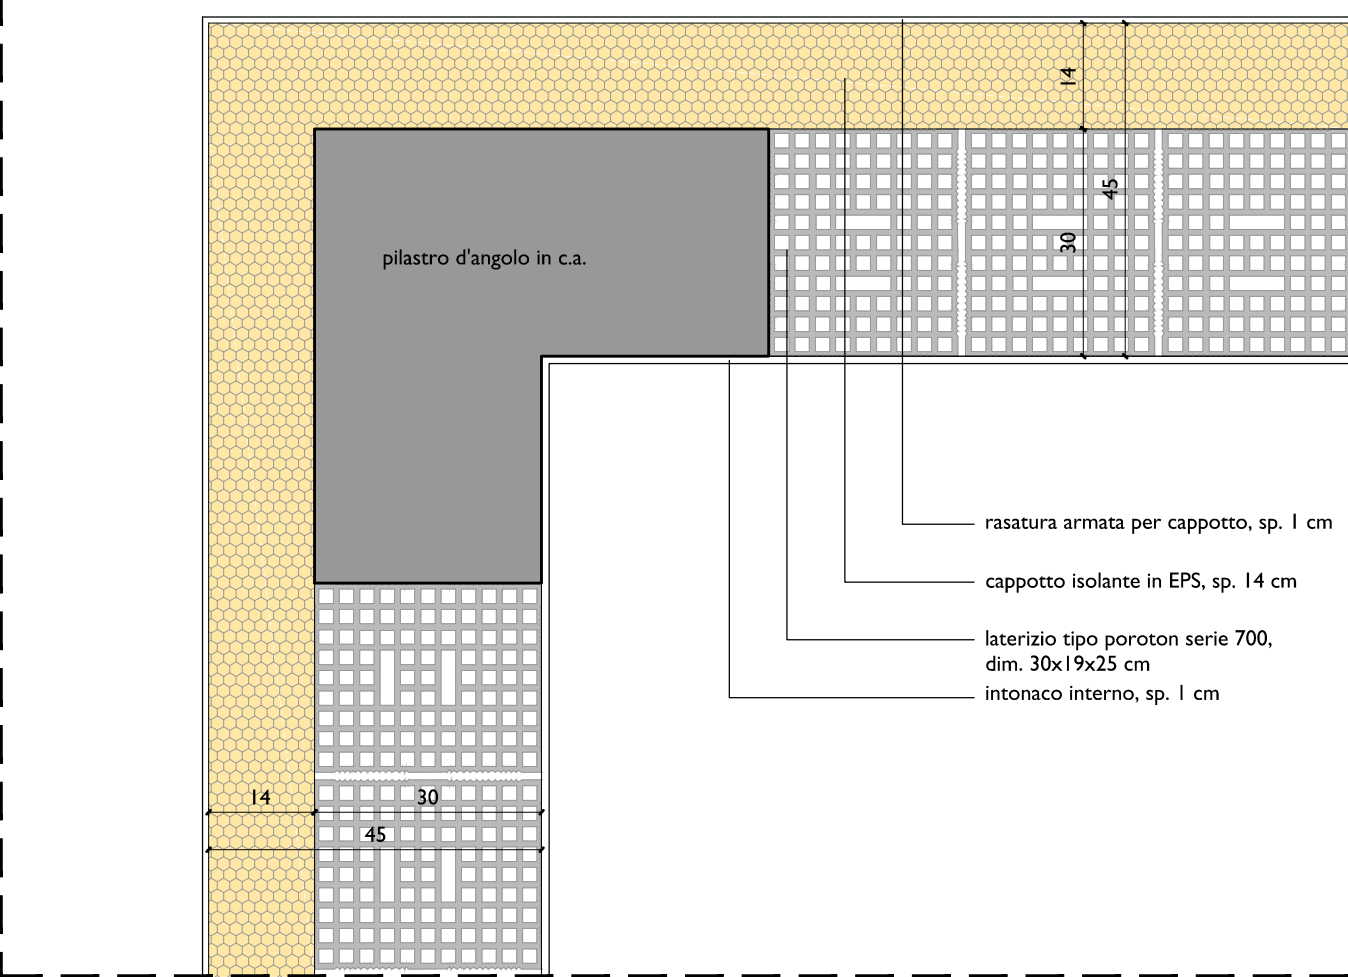 14
45
30
pilastro d'angolo in c.a.
rasatura armata per cappotto, sp. 1 cm
cappotto isolante in EPS, sp. 14 cm
laterizio tipo poroton serie 700,
dim. 30x19x25 cm
intonaco interno, sp. 1 cm
14 30
45